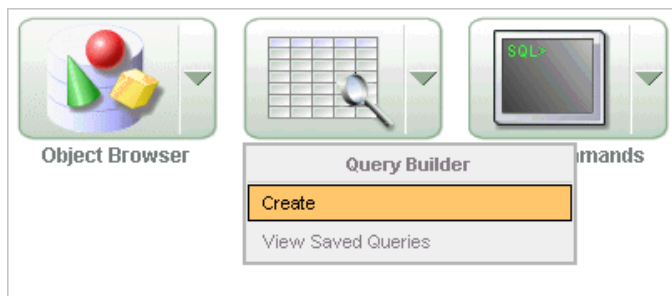 SQL>
Object Browser
mmands
Query Builder
Create
View Saved Queries